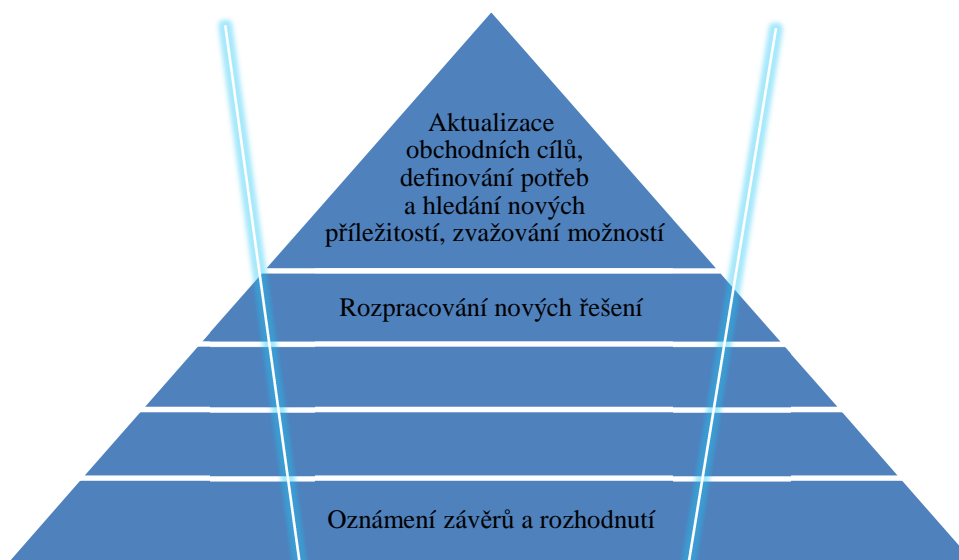 Aktualizace
obchodních cílů,
definování potřeb
a hledání nových
příležitostí, zvažování možností
Rozpracování nových řešení
Oznámení závěrů a rozhodnutí